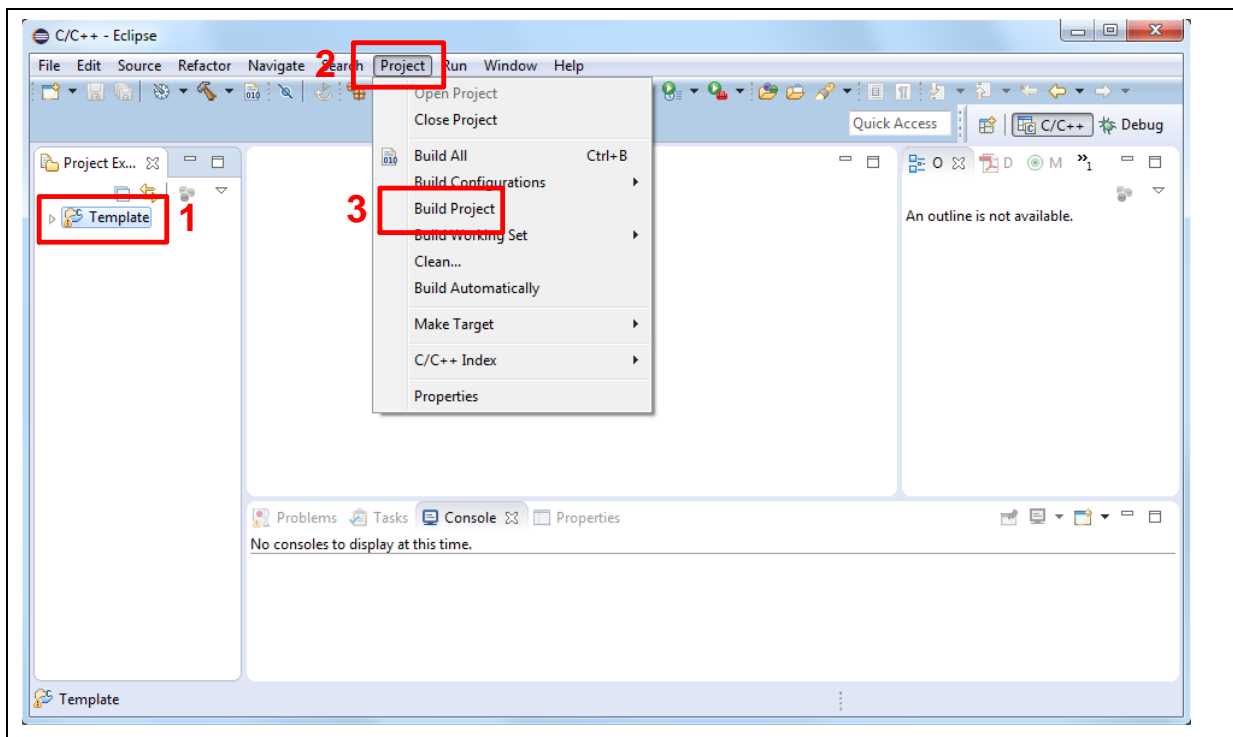 C/C++ - Eclipse
File Edit Source Refactor Navigate Search Project Run Window Help
2
Open Project
Close Project
Build All Ctrl+B
Build Configurations
Build Project
3
Build Working Set
Clean...
Build Automatically
Make Target
C/C++ Index
Properties
Quick Access
C/C++ Debug
Project Ex...
Template
1
O D M »1
An outline is not available.
Problems Tasks Console Properties
No consoles to display at this time.
Template